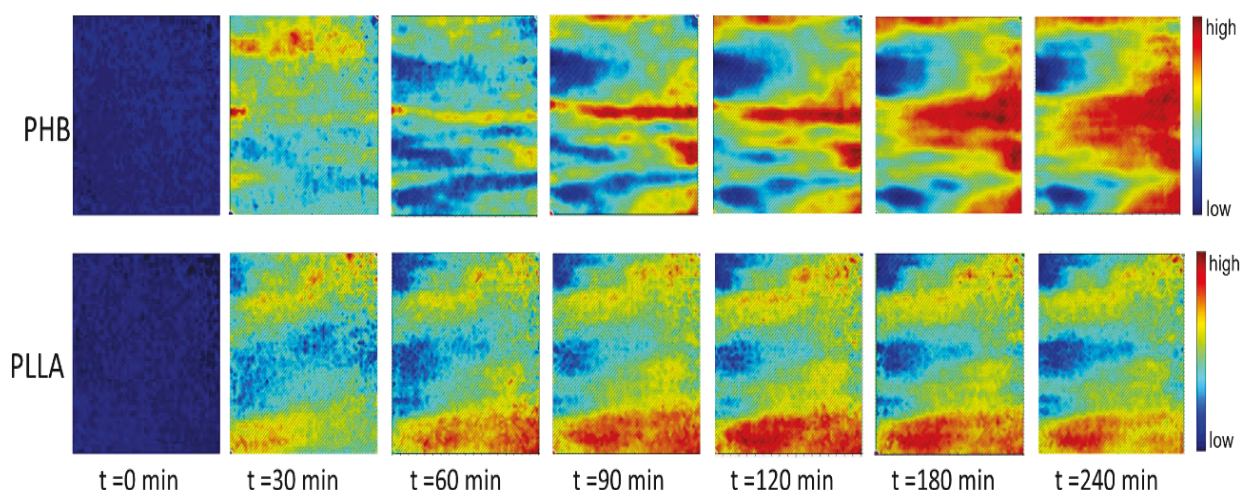 high
PHB
low
high
PLLA
low
t =0 min t =30 min t =60 min t =90 min t =120 min t =180 min t =240 min